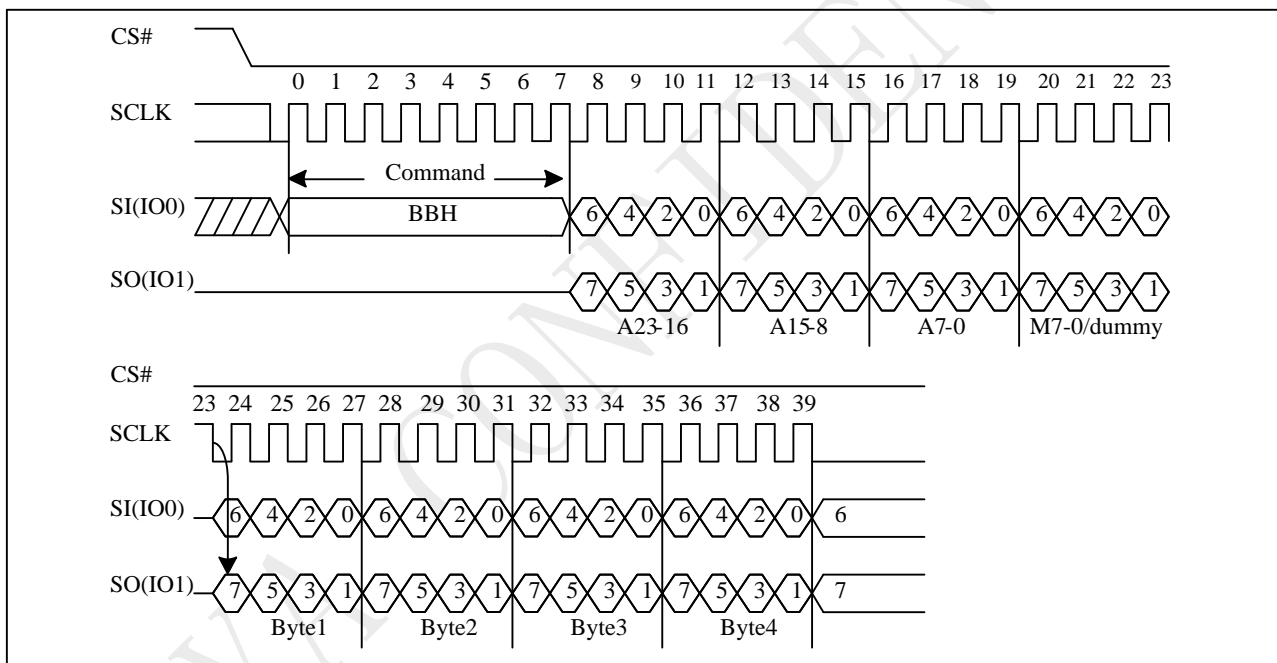 CS#
0 1 2 3 4 5 6 7 8 9 10 11 12 13 14 15 16 17 18 19 20 21 22 23
SCLK
Command
SI(IO0) BBH 6 4 2 0 6 4 2 0 6 4 2 0 6 4 2 0
SO(IO1) 7 5 3 1 7 5 3 1 7 5 3 1 7 5 3 1
A23-16 A15-8 A7-0 M7-0/dummy
CS#
23 24 25 26 27 28 29 30 31 32 33 34 35 36 37 38 39
SCLK
SI(IO0) 6 4 2 0 6 4 2 0 6 4 2 0 6 4 2 0 6
SO(IO1) 7 5 3 1 7 5 3 1 7 5 3 1 7 5 3 1 7
Byte1 Byte2 Byte3 Byte4